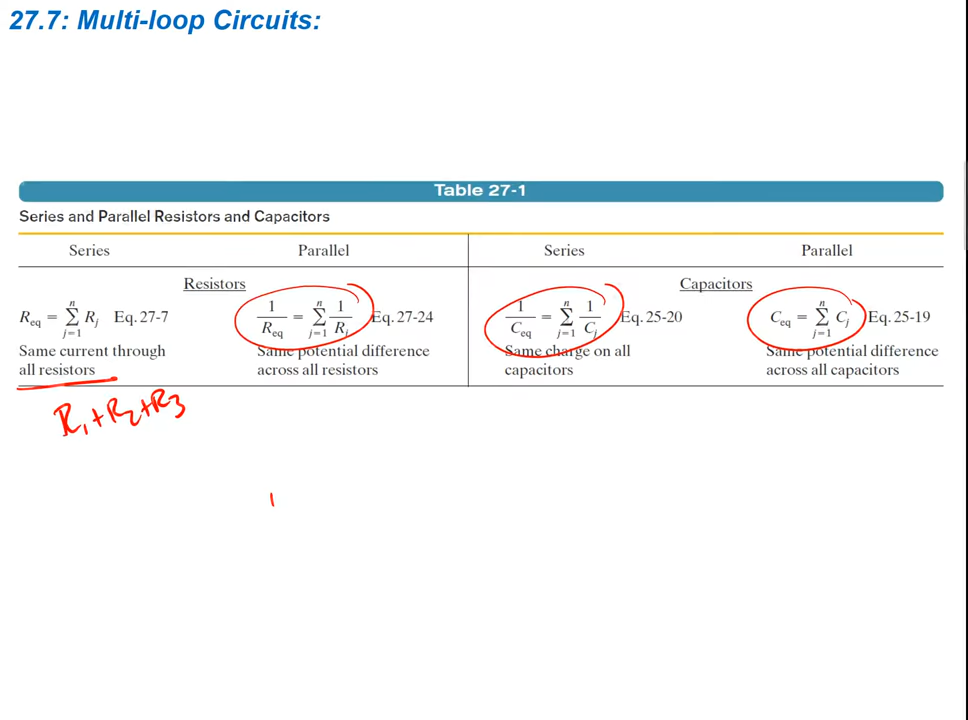 27.7: Multi-loop Circuits:
Table 27-1
Series and Parallel Resistors and Capacitors
Series Parallel Series Parallel
Resistors Capacitors
R_eq = Σ_{j=1}^{n} R_j Eq. 27-7 1/R_eq = Σ_{j=1}^{n} 1/R_j Eq. 27-24 1/C_eq = Σ_{j=1}^{n} 1/C_j Eq. 25-20 C_eq = Σ_{j=1}^{n} C_j Eq. 25-19
Same current through Same potential difference Same charge on all Same potential difference
all resistors across all resistors capacitors across all capacitors
R₁+R₂+R₃